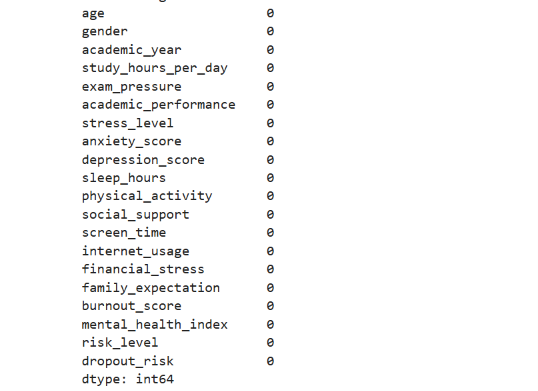 age 0
gender 0
academic_year 0
study_hours_per_day 0
exam_pressure 0
academic_performance 0
stress_level 0
anxiety_score 0
depression_score 0
sleep_hours 0
physical_activity 0
social_support 0
screen_time 0
internet_usage 0
financial_stress 0
family_expectation 0
burnout_score 0
mental_health_index 0
risk_level 0
dropout_risk 0
dtype: int64